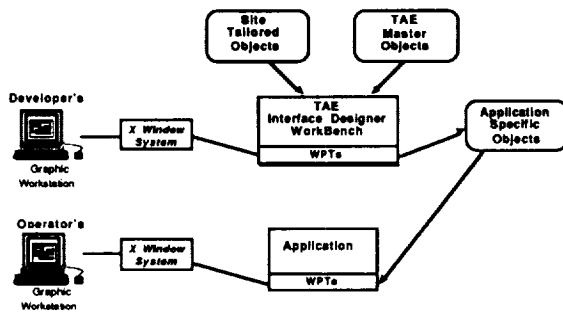 Site
Tailored
Objects
TAE
Master
Objects
Developer's
Graphic
Workstation
X Window
System
TAE
Interface Designer
WorkBench
WPTs
Application
Specific
Objects
Operator's
Graphic
Workstation
X Window
System
Application
WPTs